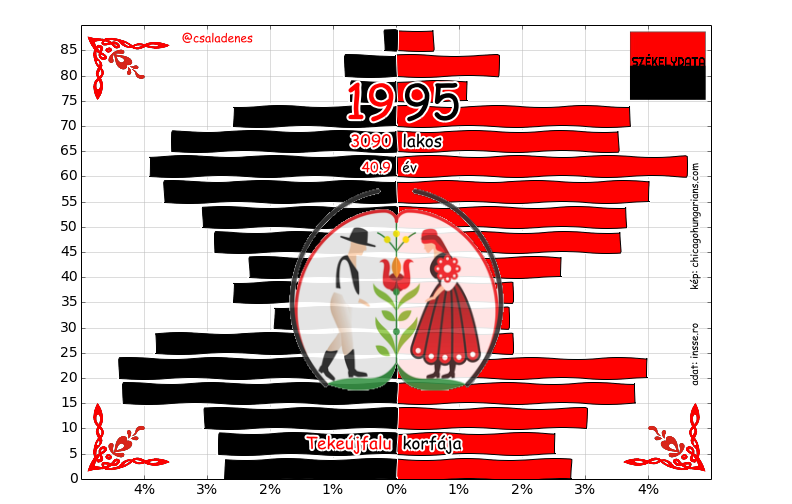 @csaladenes
SZÉKELYDATA
1995
3090 lakos
40.9 év
kép: chicagohungarians.com
adat: insse.ro
Tekeújfalu korfája
85
80
75
70
65
60
55
50
45
40
35
30
25
20
15
10
5
0
4% 3% 2% 1% 0% 1% 2% 3% 4%